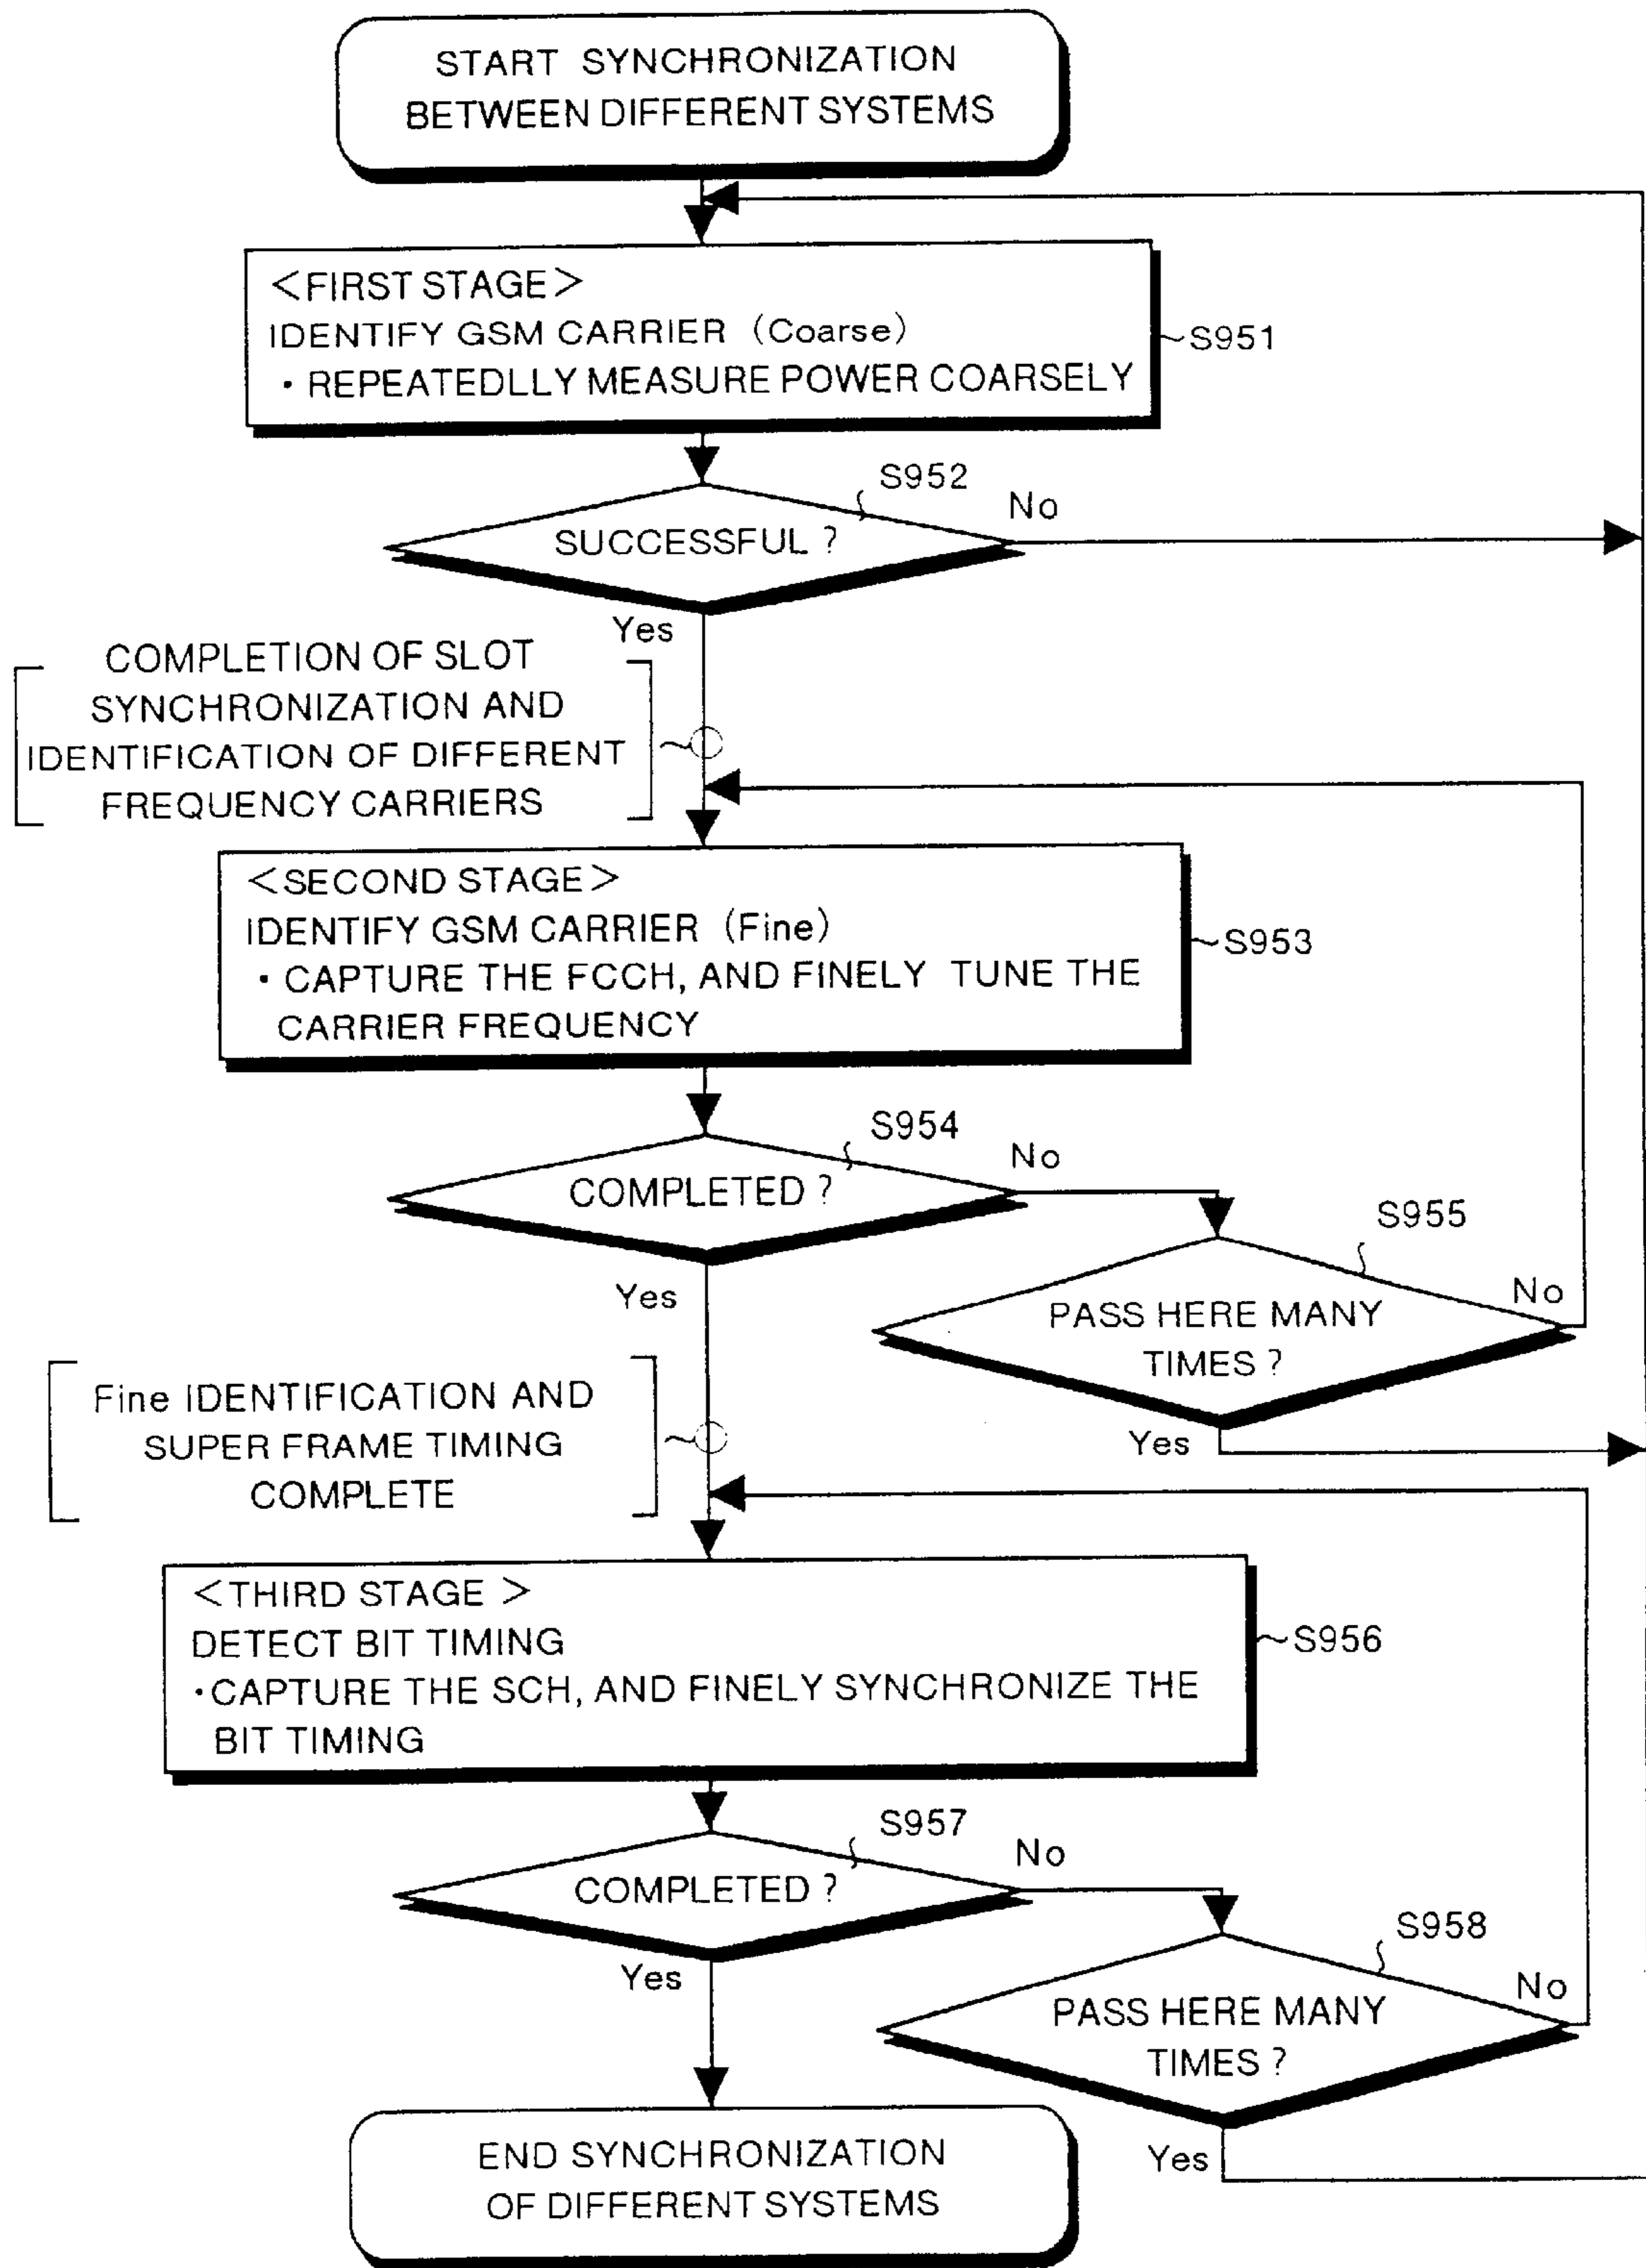 START SYNCHRONIZATION
BETWEEN DIFFERENT SYSTEMS
<FIRST STAGE>
IDENTIFY GSM CARRIER (Coarse)
・REPEATEDLLY MEASURE POWER COARSELY
S951
S952
SUCCESSFUL ?
No
Yes
COMPLETION OF SLOT
SYNCHRONIZATION AND
IDENTIFICATION OF DIFFERENT
FREQUENCY CARRIERS
<SECOND STAGE>
IDENTIFY GSM CARRIER (Fine)
・CAPTURE THE FCCH, AND FINELY TUNE THE
CARRIER FREQUENCY
S953
S954
COMPLETED ?
No
Yes
S955
PASS HERE MANY
TIMES ?
No
Yes
Fine IDENTIFICATION AND
SUPER FRAME TIMING
COMPLETE
<THIRD STAGE >
DETECT BIT TIMING
・CAPTURE THE SCH, AND FINELY SYNCHRONIZE THE
BIT TIMING
S956
S957
COMPLETED ?
No
Yes
S958
PASS HERE MANY
TIMES ?
No
Yes
END SYNCHRONIZATION
OF DIFFERENT SYSTEMS